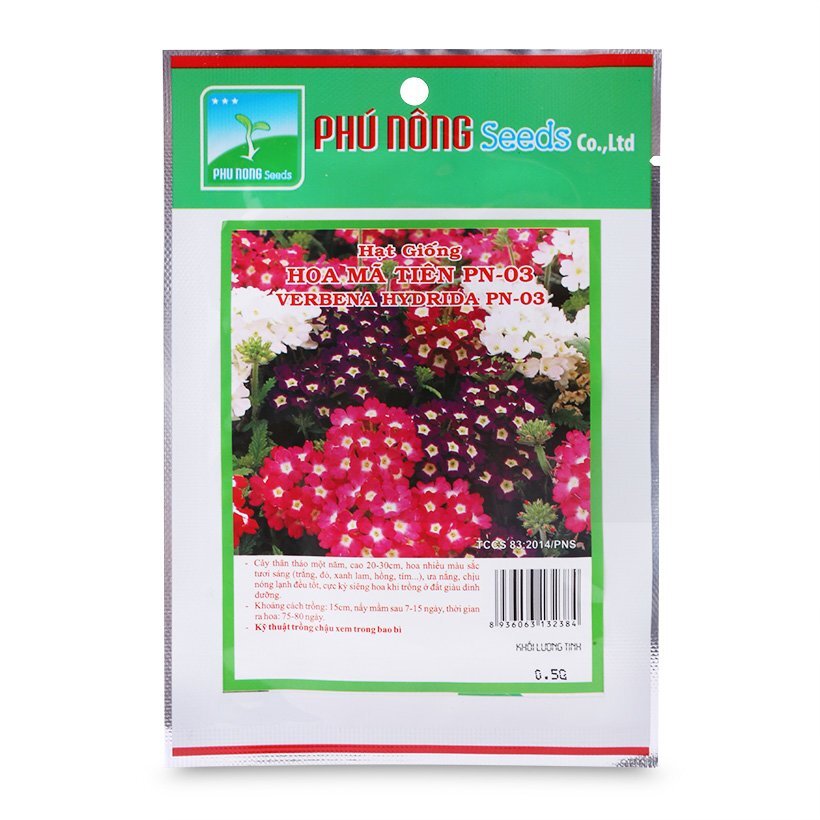 PHÚ NÔNG Seeds Co.,Ltd
PHU NONG Seeds
Hạt Giống
HOA MÃ TIÊN PN-03
VERBENA HYDRIDA PN-03
TCCS 83:2014/PNS
- Cây thân thảo một năm, cao 20-30cm, hoa nhiều màu sắc
tươi sáng (trắng, đỏ, xanh lam, hồng, tím...), ưa nắng, chịu
nóng lạnh đều tốt, cực kỳ siêng hoa khi trồng ở đất giàu dinh
dưỡng.
- Khoảng cách trồng: 15cm, nẩy mầm sau 7-15 ngày, thời gian
ra hoa: 75-80 ngày.
- Kỹ thuật trồng chậu xem trong bao bì
8 936063 132384
KHỐI LƯỢNG TỊNH
0.5G